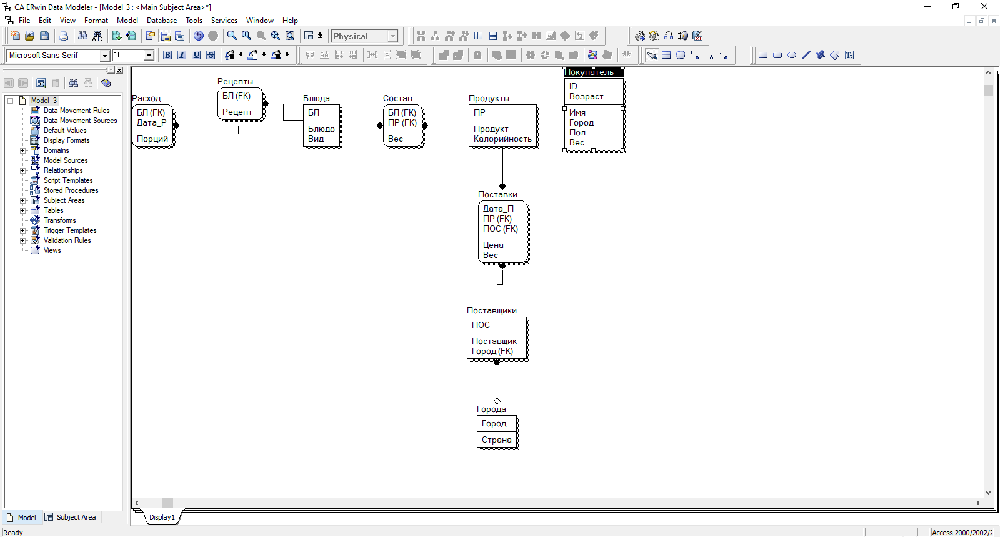 CA ERwin Data Modeler - [Model_3 : <Main Subject Area>*]
File Edit View Format Model Database Tools Services Window Help
Physical
Microsoft Sans Serif 10
Model_3
Data Movement Rules
Data Movement Sources
Default Values
Display Formats
Domains
Model Sources
Relationships
Script Templates
Stored Procedures
Subject Areas
Tables
Transforms
Trigger Templates
Validation Rules
Views
Model Subject Area
Расход
БЛ (FK)
Дата_Р
Порций
Рецепты
БЛ (FK)
Рецепт
Блюда
БЛ
Блюдо
Вид
Состав
БЛ (FK)
ПР (FK)
Вес
Продукты
ПР
Продукт
Калорийность
Покупатель
ID
Возраст
Имя
Город
Пол
Вес
Поставки
Дата_П
ПР (FK)
ПОС (FK)
Цена
Вес
Поставщики
ПОС
Поставщик
Город (FK)
Города
Город
Страна
Display1
Ready
Access 2000/2002/2